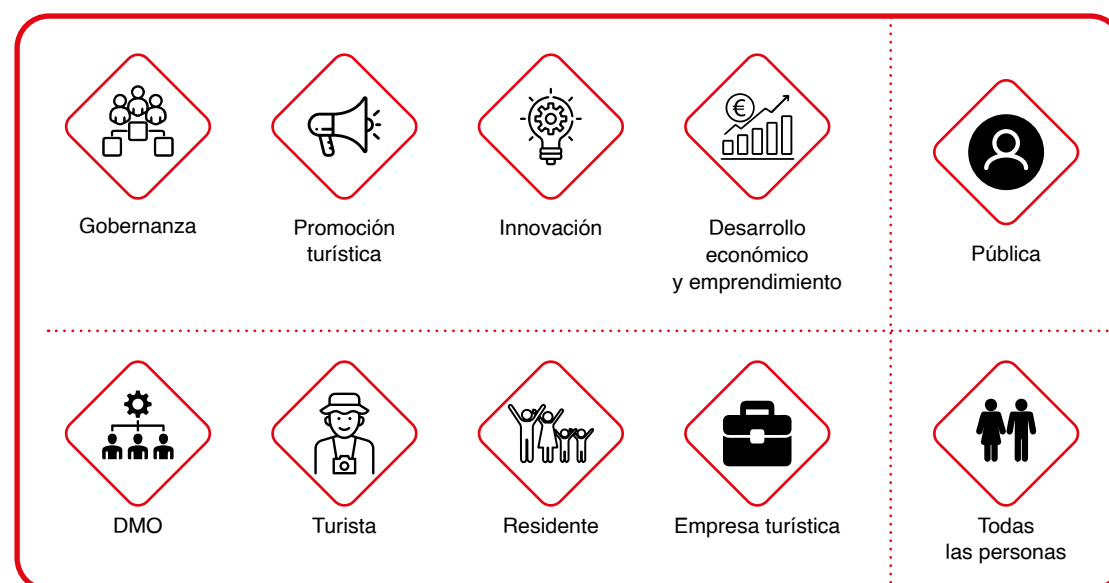 Gobernanza
Promoción
turística
Innovación
Desarrollo
económico
y emprendimiento
Pública
DMO
Turista
Residente
Empresa turística
Todas
las personas